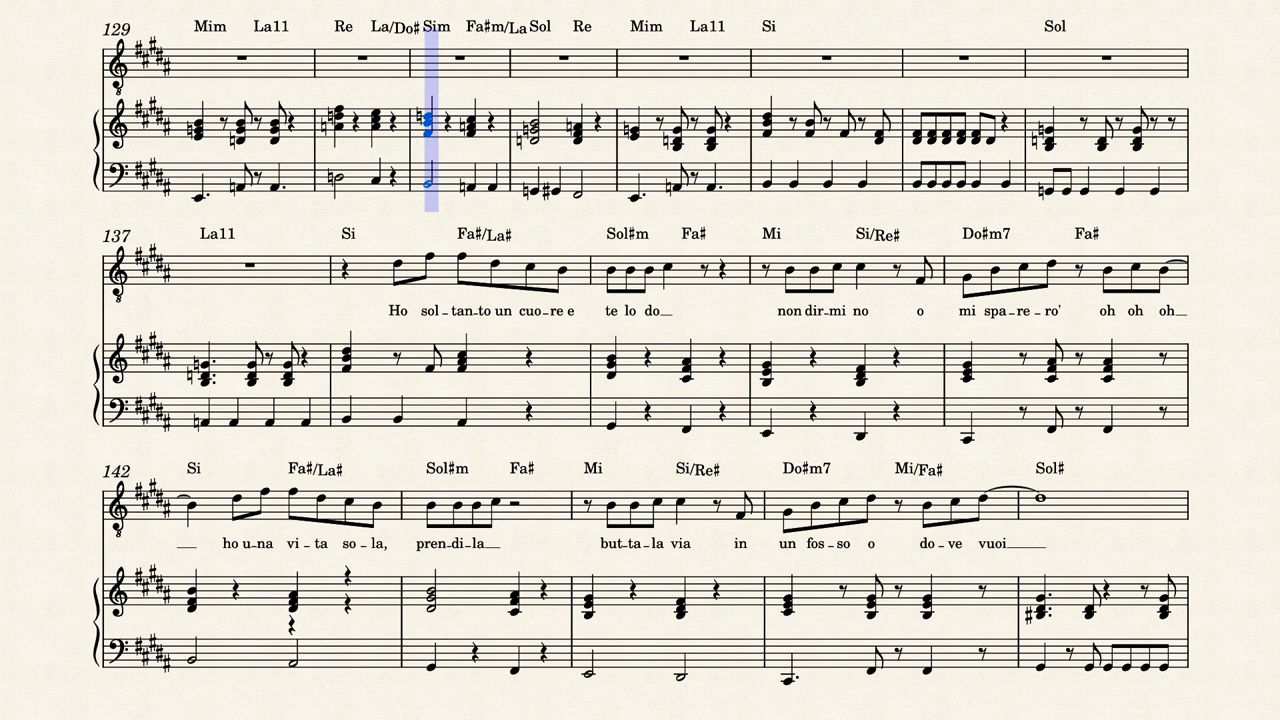 129 Mim La11 Re La/Do# Sim Fa#m/La Sol Re Mim La11 Si Sol
137 La11 Si Fa#/La# Sol#m Fa# Mi Si/Re# Do#m7 Fa#
Ho sol-tan-to un cuo-re e te lo do_ non dir-mi no o mi spa-re-ro' oh oh oh_
142 Si Fa#/La# Sol#m Fa# Mi Si/Re# Do#m7 Mi/Fa# Sol#
_ ho u-na vi-ta so-la, pren-di-la_ but-ta-la via in un fos-so o do-ve vuoi_